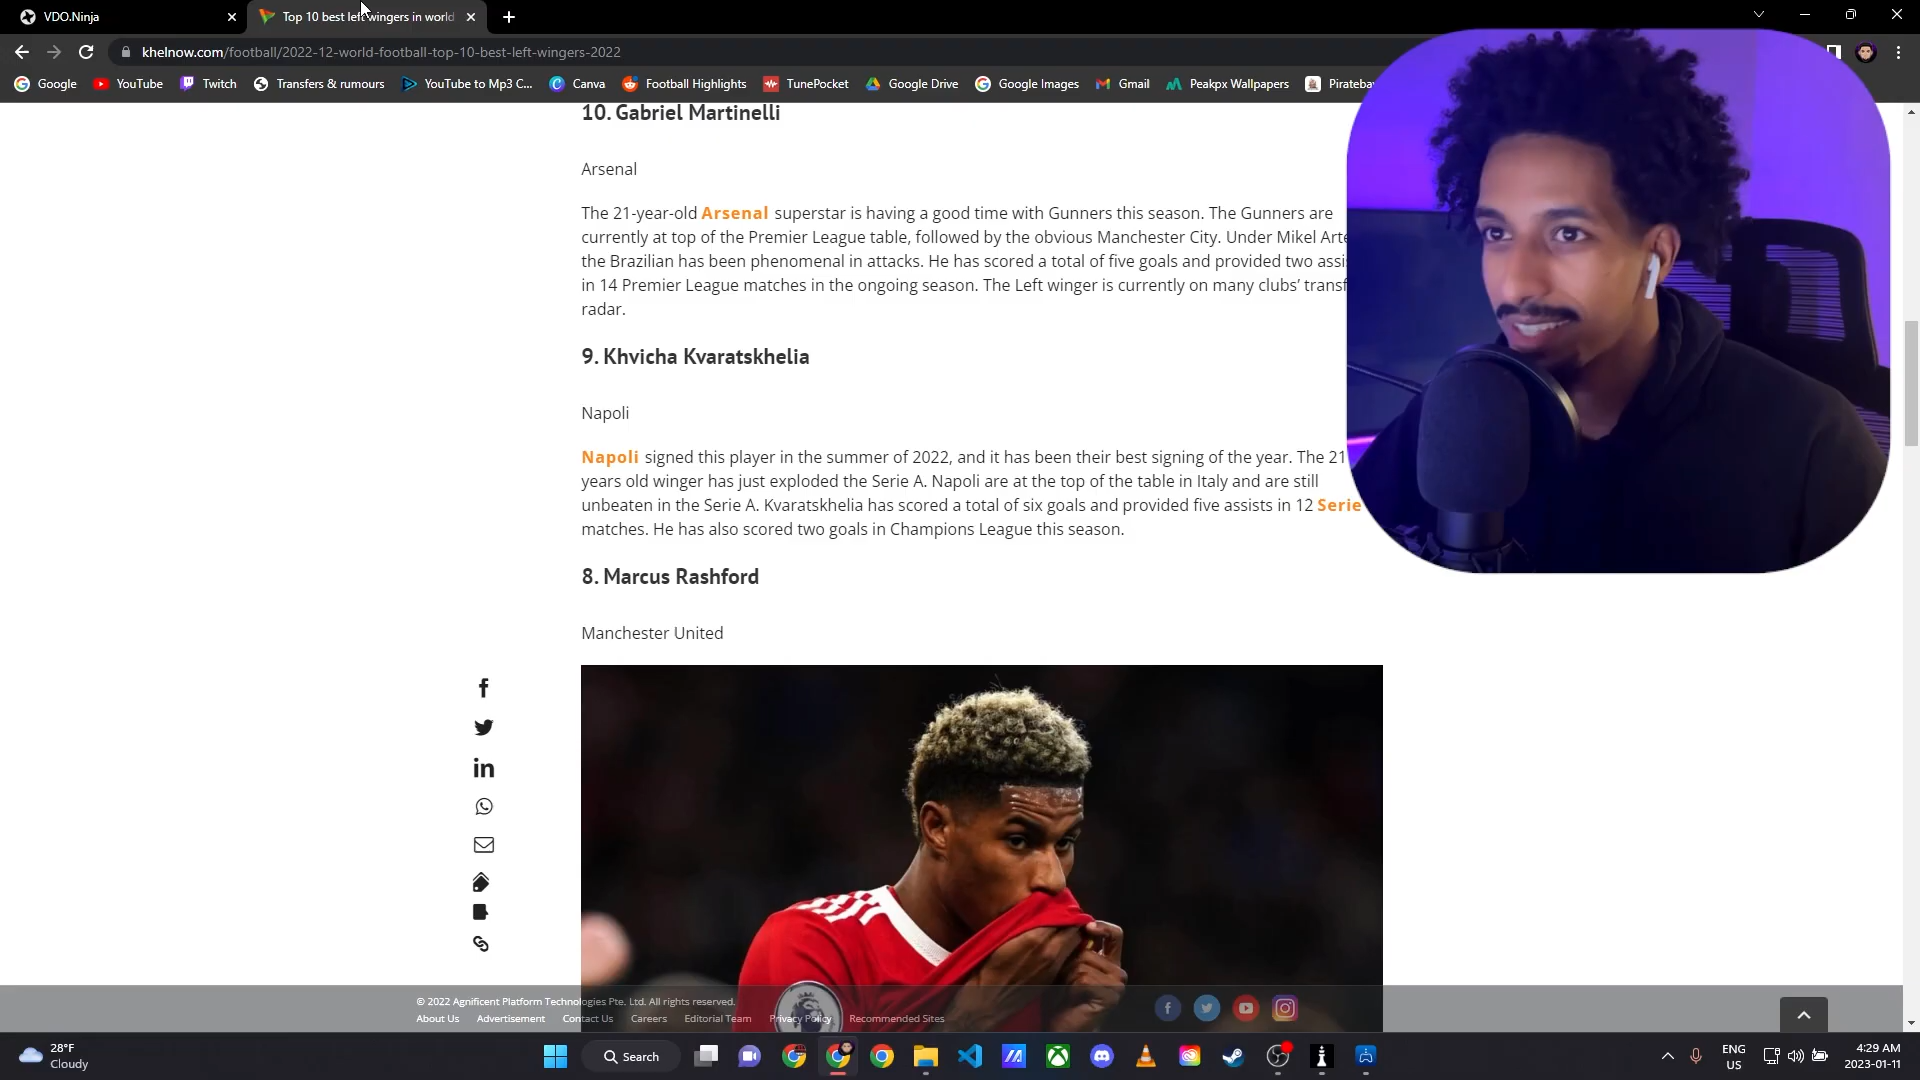 VDO.Ninja
Top 10 best left wingers in world
khelnow.com/football/2022-12-world-football-top-10-best-left-wingers-2022
Google YouTube Twitch Transfers & rumours YouTube to Mp3 C... Canva Football Highlights TunePocket Google Drive Google Images Gmail Peakpx Wallpapers
10. Gabriel Martinelli
Arsenal
The 21-year-old Arsenal superstar is having a good time with Gunners this season. The Gunners are
currently at top of the Premier League table, followed by the obvious Manchester City. Under Mikel
the Brazilian has been phenomenal in attacks. He has scored a total of five goals and provided two
in 14 Premier League matches in the ongoing season. The Left winger is currently on many clubs'
radar.
9. Khvicha Kvaratskhelia
Napoli
Napoli signed this player in the summer of 2022, and it has been their best signing of the year. The 21
years old winger has just exploded the Serie A. Napoli are at the top of the table in Italy and are still
unbeaten in the Serie A. Kvaratskhelia has scored a total of six goals and provided five assists in 12 Serie
matches. He has also scored two goals in Champions League this season.
8. Marcus Rashford
Manchester United
© 2022 Agnificent Platform Technologies Pte. Ltd. All rights reserved.
About Us Advertisement Contact Us Careers Editorial Team Privacy Policy Recommended Sites
28°F
Cloudy
Search
ENG
US
4:29 AM
2023-01-11